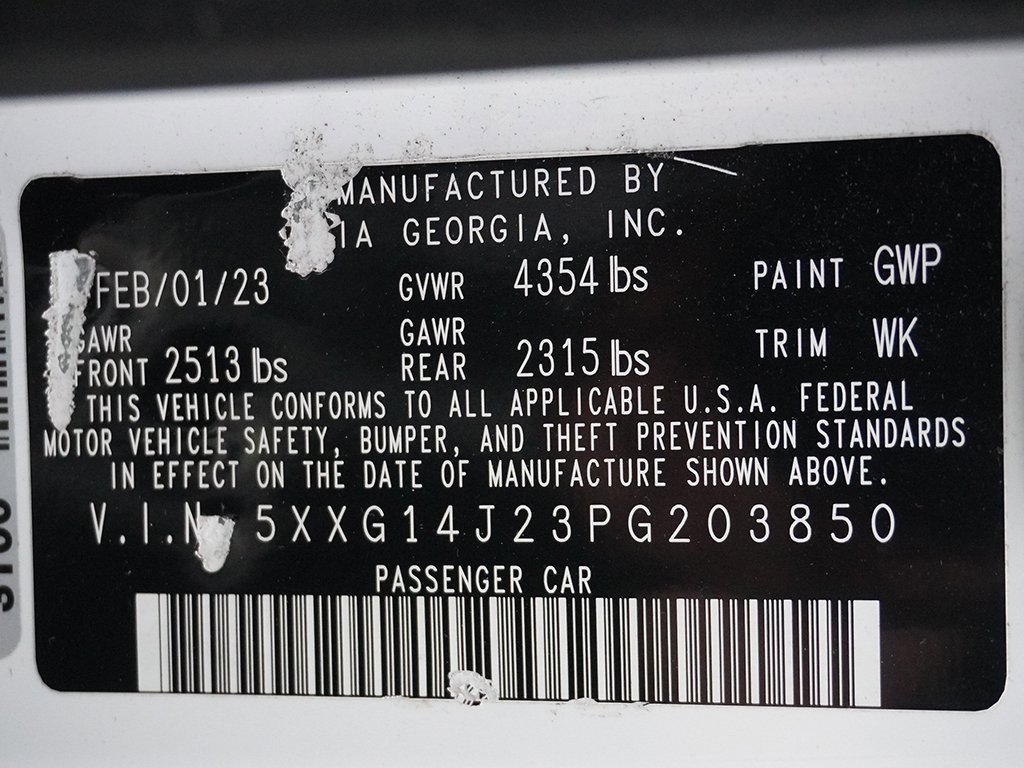 MANUFACTURED BY
IA GEORGIA, INC.
FEB/01/23 GVWR 4354 lbs PAINT GWP
GAWR FRONT 2513 lbs GAWR REAR 2315 lbs TRIM WK
THIS VEHICLE CONFORMS TO ALL APPLICABLE U.S.A. FEDERAL
MOTOR VEHICLE SAFETY, BUMPER, AND THEFT PREVENTION STANDARDS
IN EFFECT ON THE DATE OF MANUFACTURE SHOWN ABOVE.
V.I.N 5XXG14J23PG203850
PASSENGER CAR